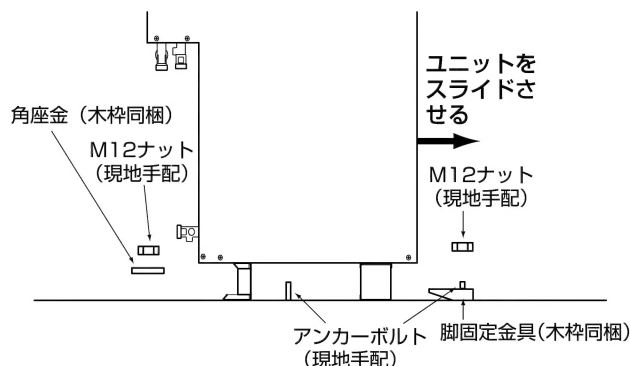 ユニットを
スライドさ
せる
角座金（木枠同梱）
M12ナット
（現地手配）
M12ナット
（現地手配）
アンカーボルト
（現地手配）
脚固定金具（木枠同梱）